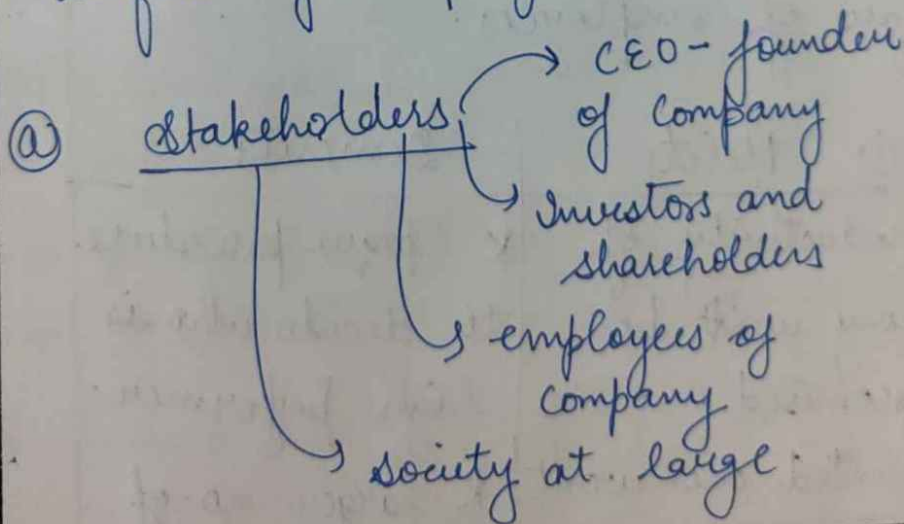 ⓐ Stakeholders
CEO - founder
of Company
Investors and
shareholders
employees of
Company
society at large.